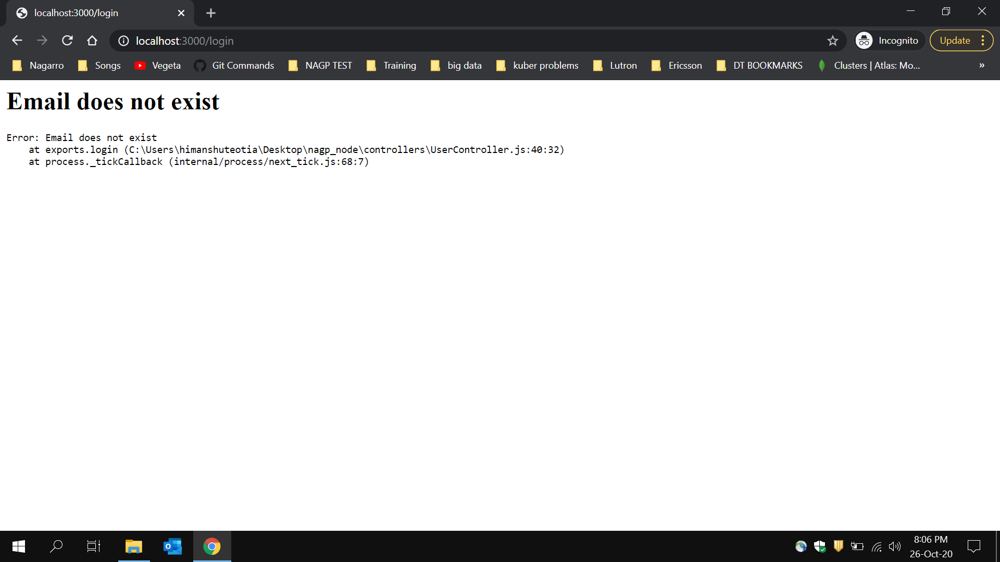 localhost:3000/login
localhost:3000/login
Incognito
Update
Nagarro
Songs
Vegeta
Git Commands
NAGP TEST
Training
big data
kuber problems
Lutron
Ericsson
DT BOOKMARKS
Clusters | Atlas: Mo...
»
Email does not exist
Error: Email does not exist
at exports.login (C:\Users\himanshuteotia\Desktop\nagp_node\controllers\UserController.js:40:32)
at process._tickCallback (internal/process/next_tick.js:68:7)
8:06 PM
26-Oct-20